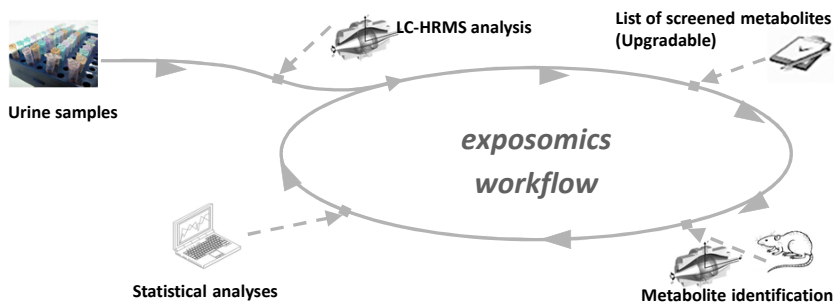 LC-HRMS analysis
List of screened metabolites
(Upgradable)
Urine samples
exposomics
workflow
Statistical analyses
Metabolite identification